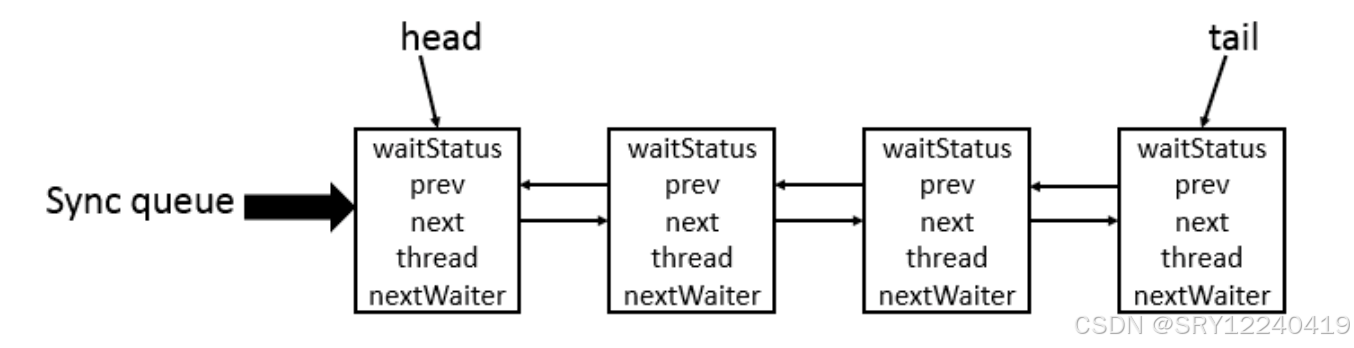 head
tail
Sync queue
waitStatus
prev
next
thread
nextWaiter
waitStatus
prev
next
thread
nextWaiter
waitStatus
prev
next
thread
nextWaiter
waitStatus
prev
next
thread
nextWaiter
CSDN @SRY12240419